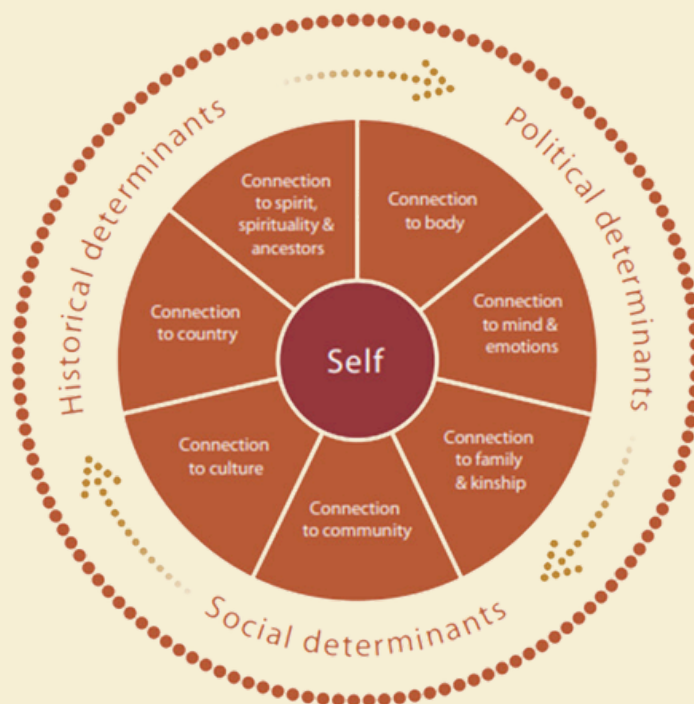 Historical determinants
Political determinants
Social determinants
Connection
to spirit,
spirituality &
ancestors
Connection
to body
Connection
to mind &
emotions
Connection
to family
& kinship
Connection
to community
Connection
to culture
Connection
to country
Self